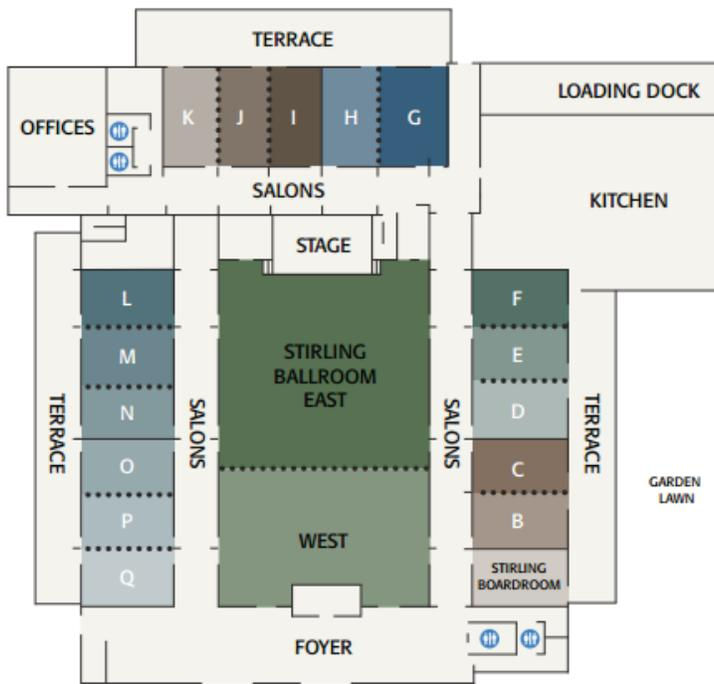 TERRACE
LOADING DOCK
OFFICES
K
J
I
H
G
SALONS
KITCHEN
STAGE
L
F
STIRLING
BALLROOM
EAST
M
E
N
D
TERRACE
SALONS
SALONS
TERRACE
O
C
GARDEN
LAWN
P
B
WEST
Q
STIRLING
BOARDROOM
FOYER